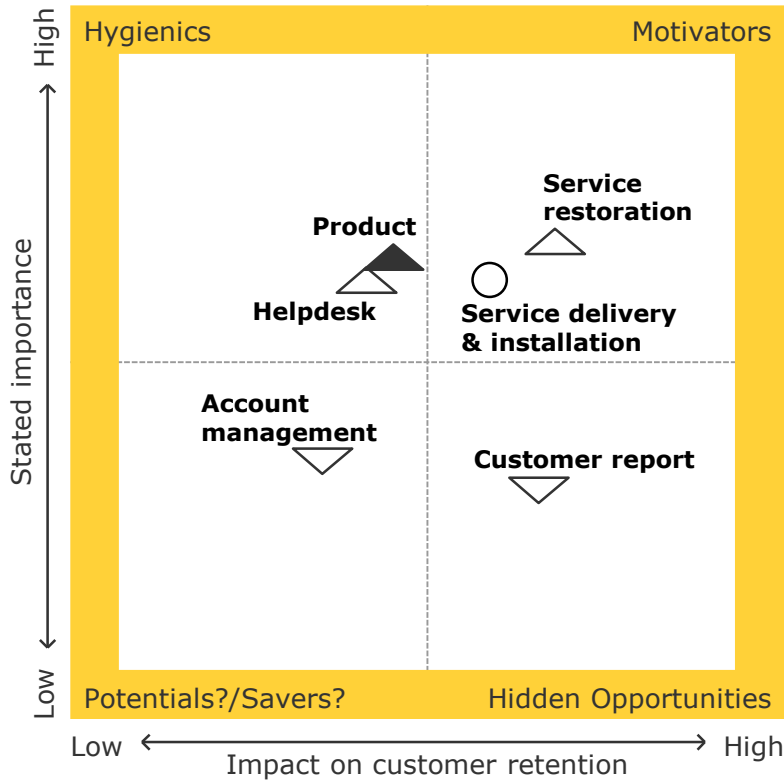 High
Hygienics
Motivators
Service
restoration
Product
Helpdesk
Service delivery
& installation
Stated importance
Account
management
Customer report
Low
Potentials?/Savers?
Hidden Opportunities
Low
High
Impact on customer retention